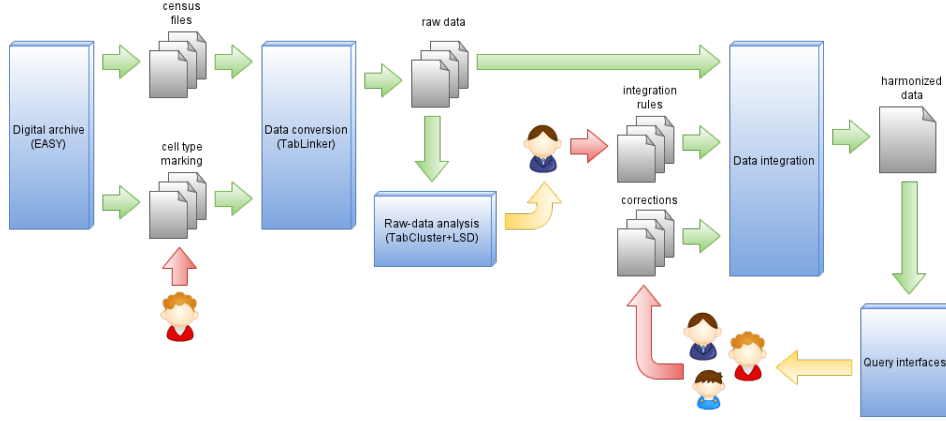 census
files
raw data
Digital archive
(EASY)
Data conversion
(TabLinker)
cell type
marking
integration
rules
harmonized
data
Data integration
Raw-data analysis
(TabCluster+LSD)
corrections
Query interfaces